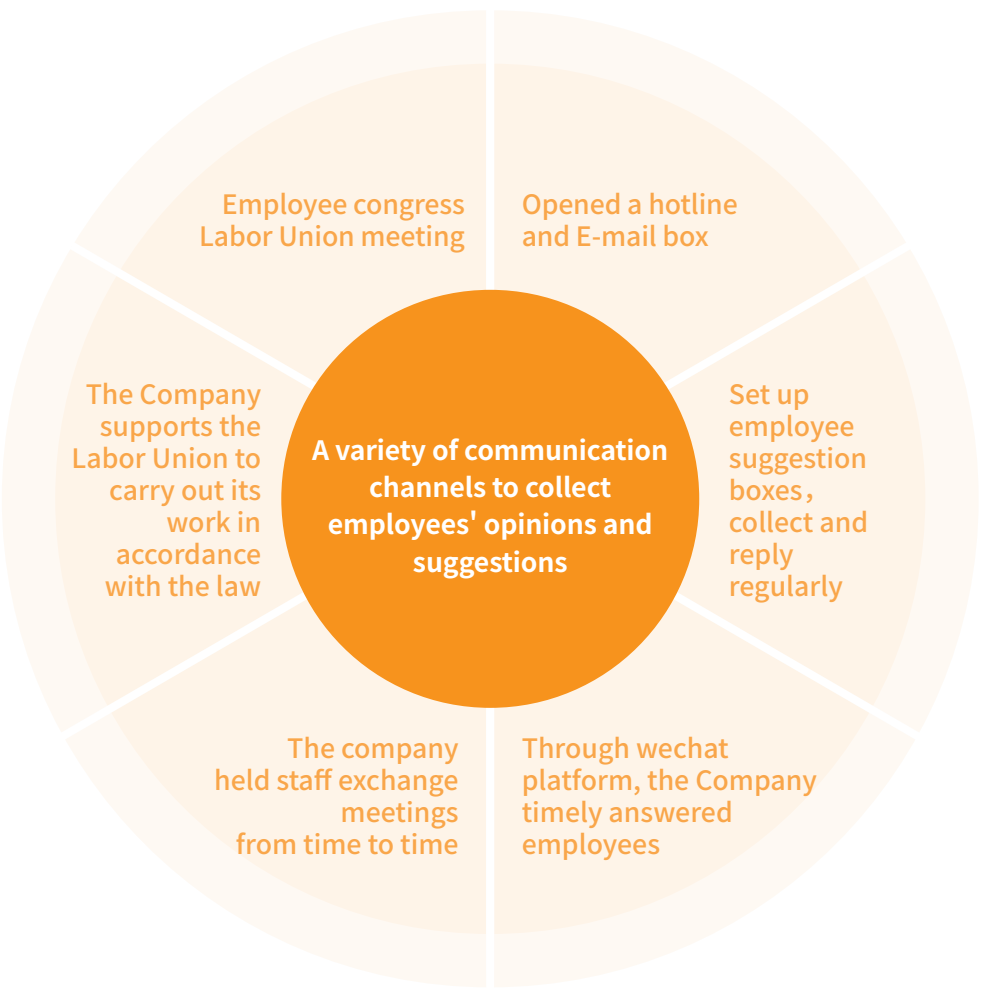 Employee congress
Labor Union meeting
Opened a hotline
and E-mail box
The Company
supports the
Labor Union to
carry out its
work in
accordance
with the law
A variety of communication
channels to collect
employees' opinions and
suggestions
Set up
employee
suggestion
boxes，
collect and
reply
regularly
The company
held staff exchange
meetings
from time to time
Through wechat
platform, the Company
timely answered
employees